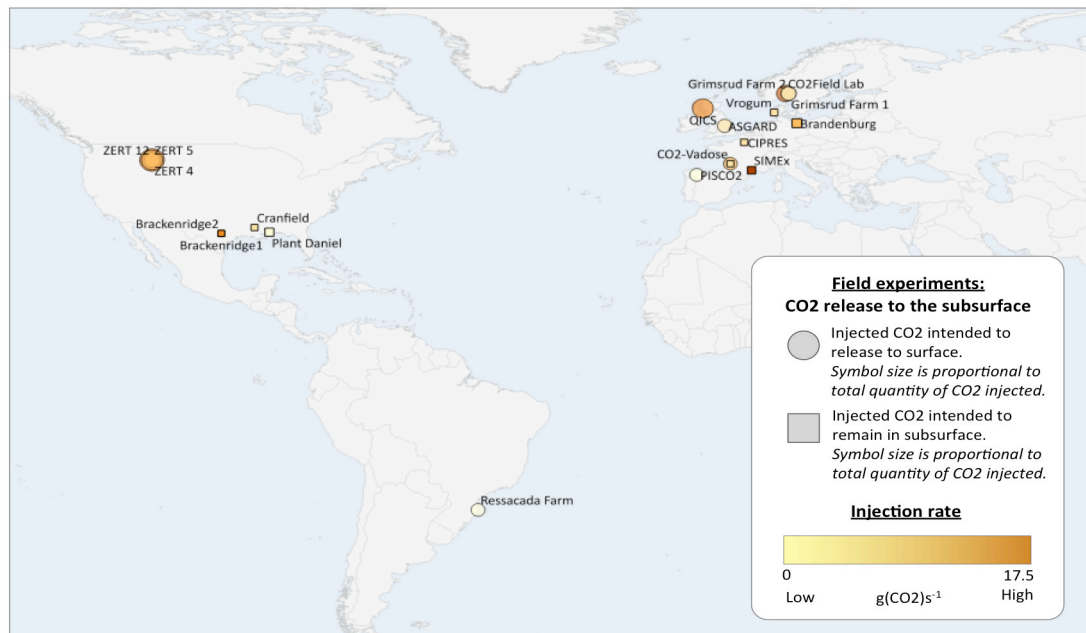 Grimsrud Farm 2 CO2Field Lab
Vrogum
Grimsrud Farm 1
QICS
ASGARD
Brandenburg
CIPRES
CO2-Vadose
SIMEx
PISCO2
ZERT 12 ZERT 5
ZERT 4
Brackenridge2
Cranfield
Brackenridge1
Plant Daniel
Ressacada Farm
Field experiments:
CO2 release to the subsurface
Injected CO2 intended to
release to surface.
Symbol size is proportional to
total quantity of CO2 injected.
Injected CO2 intended to
remain in subsurface.
Symbol size is proportional to
total quantity of CO2 injected.
Injection rate
0
17.5
Low
g(CO2)s⁻¹
High